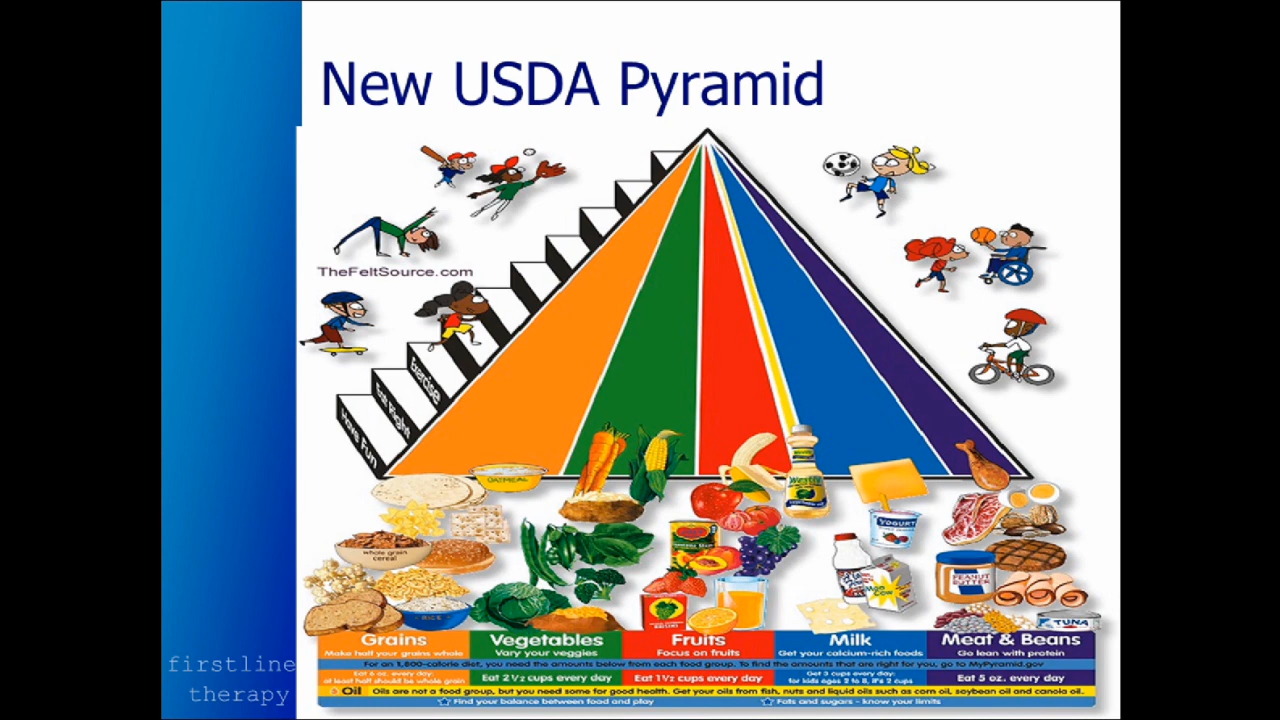 New USDA Pyramid
TheFeltSource.com
Exercise
Eat Right
Have Fun
OATMEAL
whole grain
cereal
RICE
YOGURT
PEANUT
BUTTER
TUNA
Grains
Make half your grains whole
Vegetables
Vary your veggies
Fruits
Focus on fruits
Milk
Get your calcium-rich foods
Meat & Beans
Go lean with protein
For an 1,800-calorie diet, you need the amounts below from each food group. To find the amounts that are right for you, go to MyPyramid.gov
Eat 6 oz. every day;
at least half should be whole grain
Eat 2½ cups every day
Eat 1½ cups every day
Get 3 cups every day;
for kids ages 2 to 8, it's 2 cups
Eat 5 oz. every day
Oil Oils are not a food group, but you need some for good health. Get your oils from fish, nuts and liquid oils such as corn oil, soybean oil and canola oil.
Find your balance between food and play
Fats and sugars - know your limits
firstline
therapy